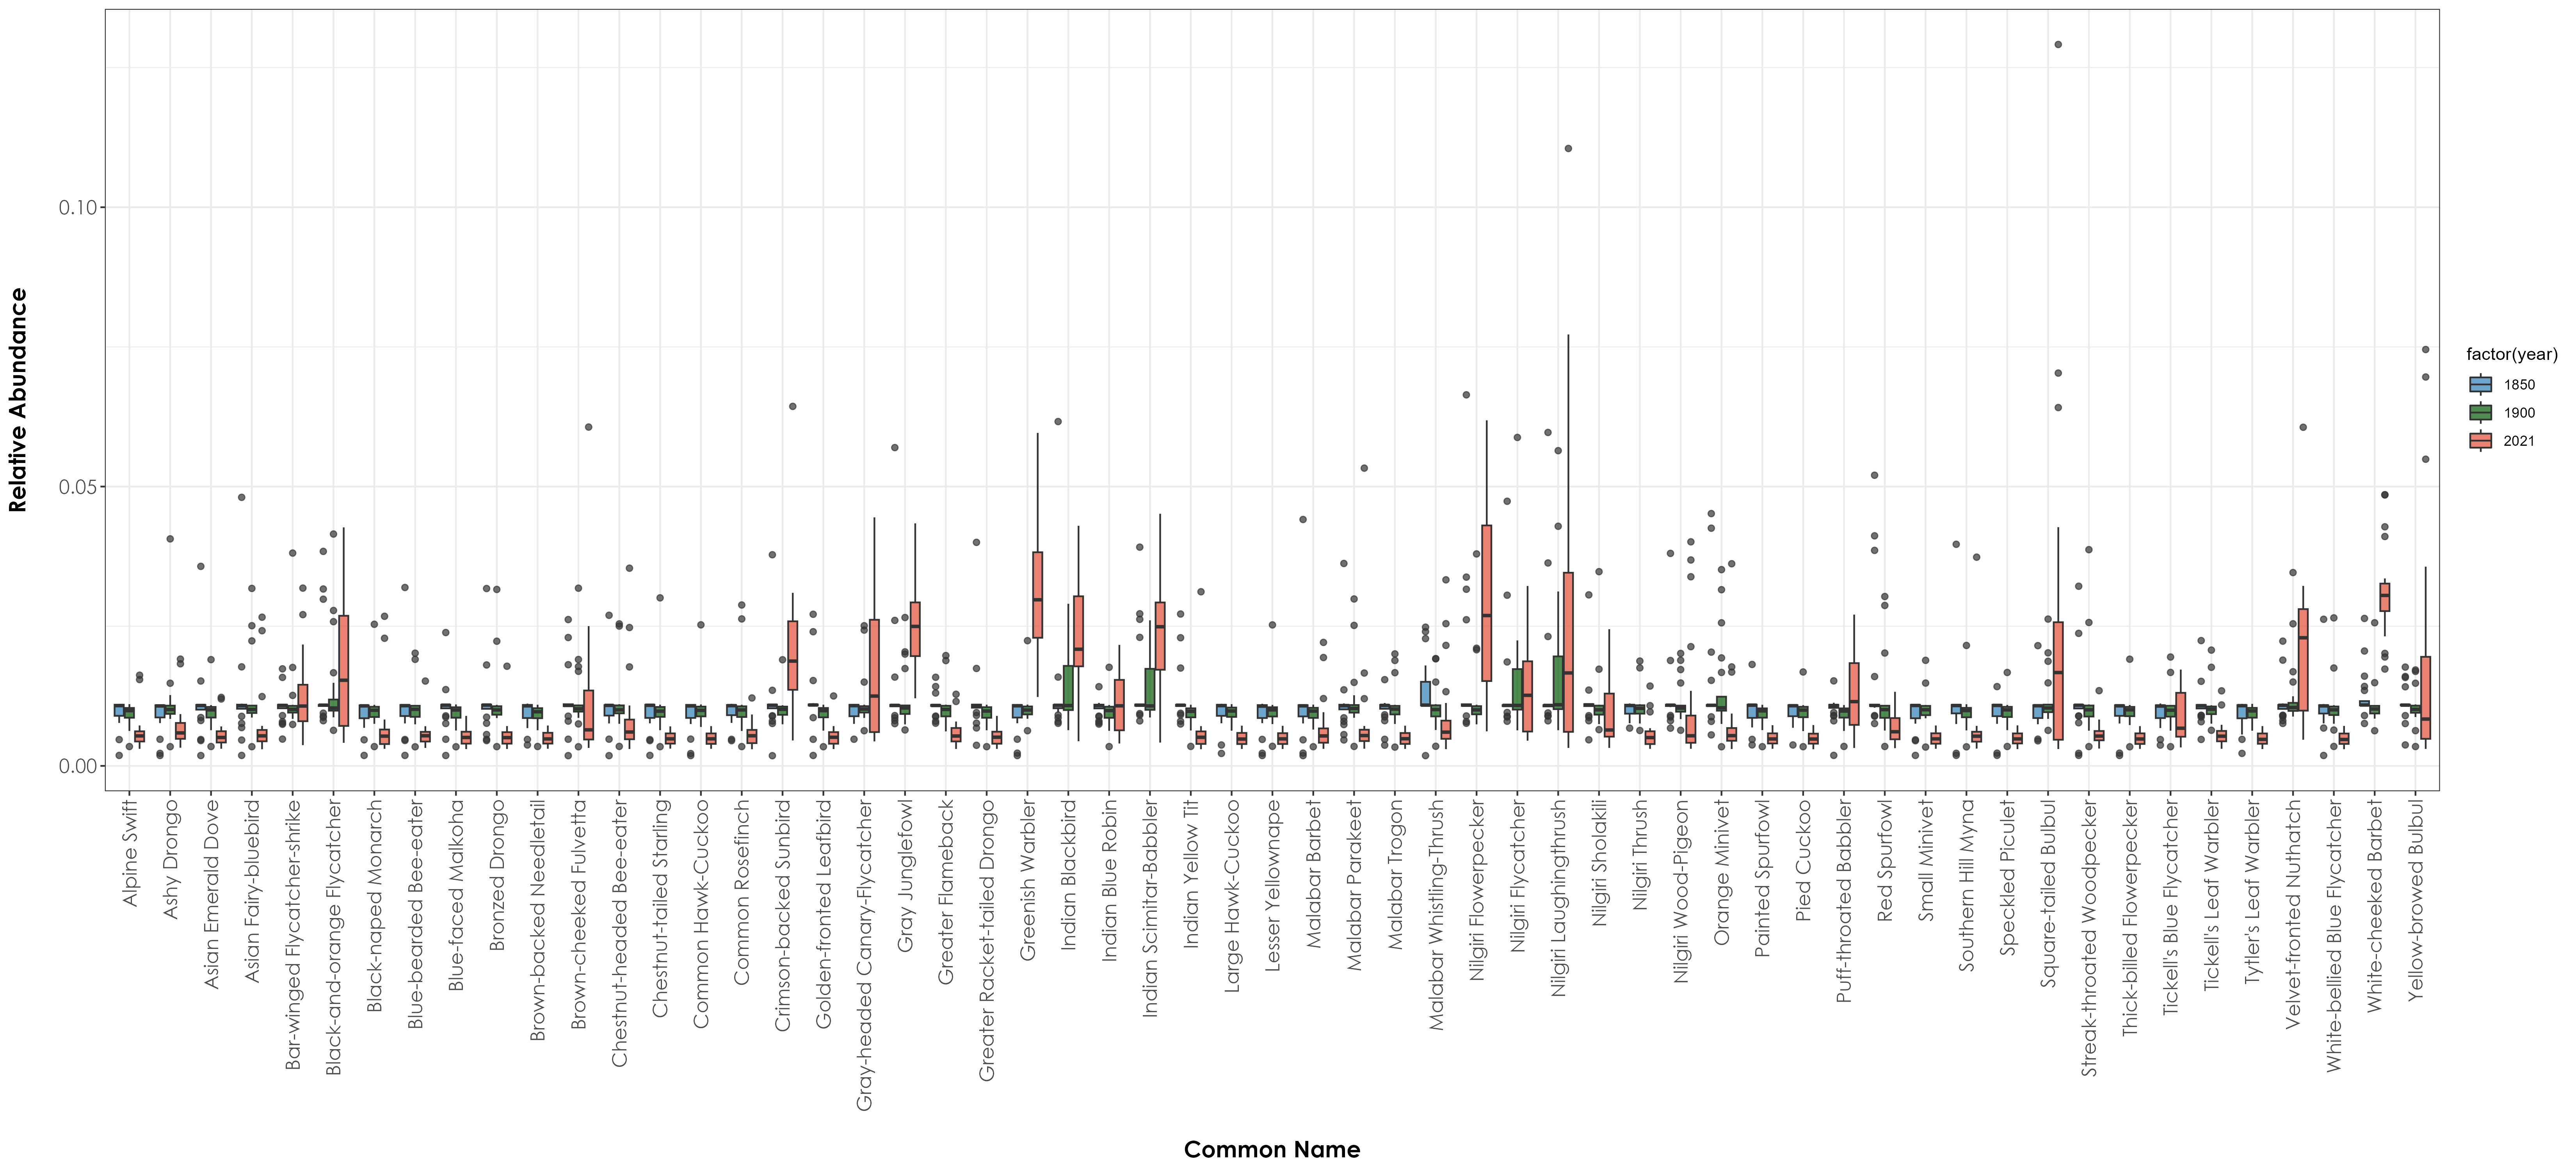 Relative Abundance
0.10
0.05
0.00
factor(year)
1850
1900
2021
Alpine Swift
Ashy Drongo
Asian Emerald Dove
Asian Fairy-bluebird
Bar-winged Flycatcher-shrike
Black-and-orange Flycatcher
Black-naped Monarch
Blue-bearded Bee-eater
Blue-faced Malkoha
Bronzed Drongo
Brown-backed Needletail
Brown-cheeked Fulvetta
Chestnut-headed Bee-eater
Chestnut-tailed Starling
Common Hawk-Cuckoo
Common Rosefinch
Crimson-backed Sunbird
Golden-fronted Leafbird
Gray-headed Canary-Flycatcher
Gray Junglefowl
Greater Flameback
Greater Racket-tailed Drongo
Greenish Warbler
Indian Blackbird
Indian Blue Robin
Indian Scimitar-Babbler
Indian Yellow Tit
Large Hawk-Cuckoo
Lesser Yellownape
Malabar Barbet
Malabar Parakeet
Malabar Trogon
Malabar Whistling-Thrush
Nilgiri Flowerpecker
Nilgiri Flycatcher
Nilgiri Laughingthrush
Nilgiri Sholakili
Nilgiri Thrush
Nilgiri Wood-Pigeon
Orange Minivet
Painted Spurfowl
Pied Cuckoo
Puff-throated Babbler
Red Spurfowl
Small Minivet
Southern Hill Myna
Speckled Piculet
Square-tailed Bulbul
Streak-throated Woodpecker
Thick-billed Flowerpecker
Tickell's Blue Flycatcher
Tickell's Leaf Warbler
Tytler's Leaf Warbler
Velvet-fronted Nuthatch
White-bellied Blue Flycatcher
White-cheeked Barbet
Yellow-browed Bulbul
Common Name